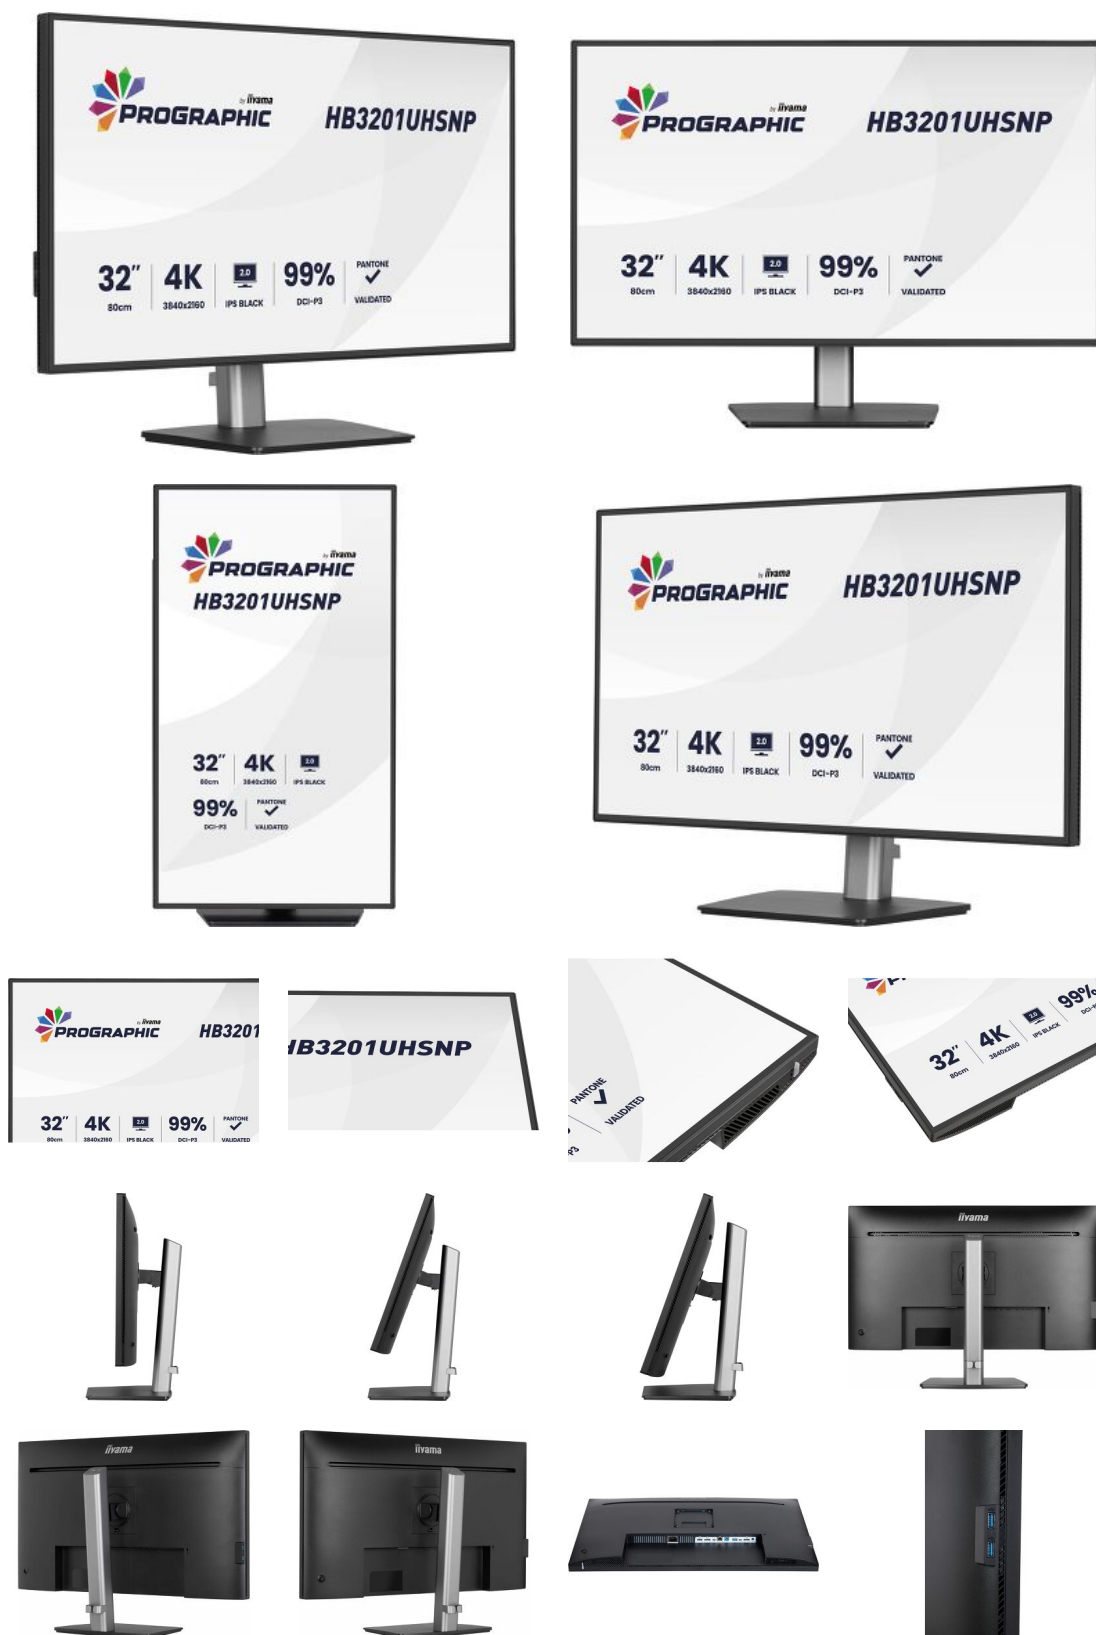 by iiyama
PROGRAPHIC HB3201UHSNP
32" 4K 2.0 99% PANTONE
80cm 3840x2160 IPS BLACK DCI-P3 VALIDATED
by iiyama
PROGRAPHIC HB3201UHSNP
32" 4K 2.0 99% PANTONE
80cm 3840x2160 IPS BLACK DCI-P3 VALIDATED
by iiyama
PROGRAPHIC
HB3201UHSNP
32" 4K 2.0
80cm 3840x2160 IPS BLACK
99% PANTONE
DCI-P3 VALIDATED
by iiyama
PROGRAPHIC HB3201UHSNP
32" 4K 2.0 99% PANTONE
80cm 3840x2160 IPS BLACK DCI-P3 VALIDATED
by iiyama
PROGRAPHIC HB3201
32" 4K 2.0 99% PANTONE
80cm 3840x2160 IPS BLACK DCI-P3 VALIDATED
HB3201UHSNP
PANTONE
VALIDATED
P3
32" 4K 2.0 99%
80cm 3840x2160 IPS BLACK
iiyama
iiyama
iiyama